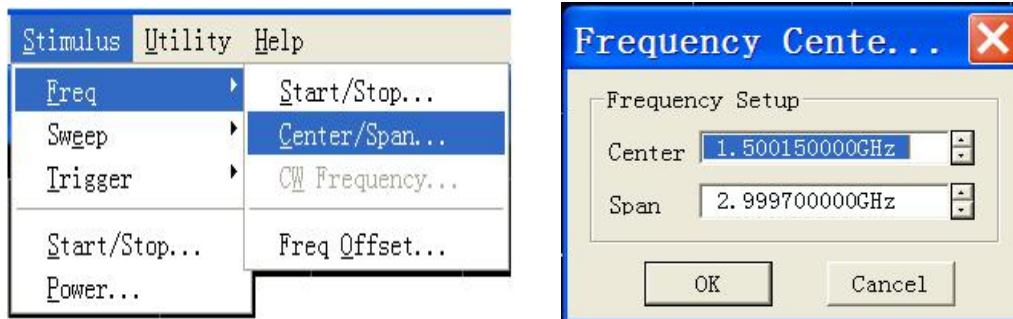 Stimulus Utility Help
Freq
Sweep
Trigger
Start/Stop...
Power...
Start/Stop...
Center/Span...
CW Frequency...
Freq Offset...
Frequency Cente...
Frequency Setup
Center 1.500150000GHz
Span 2.999700000GHz
OK Cancel